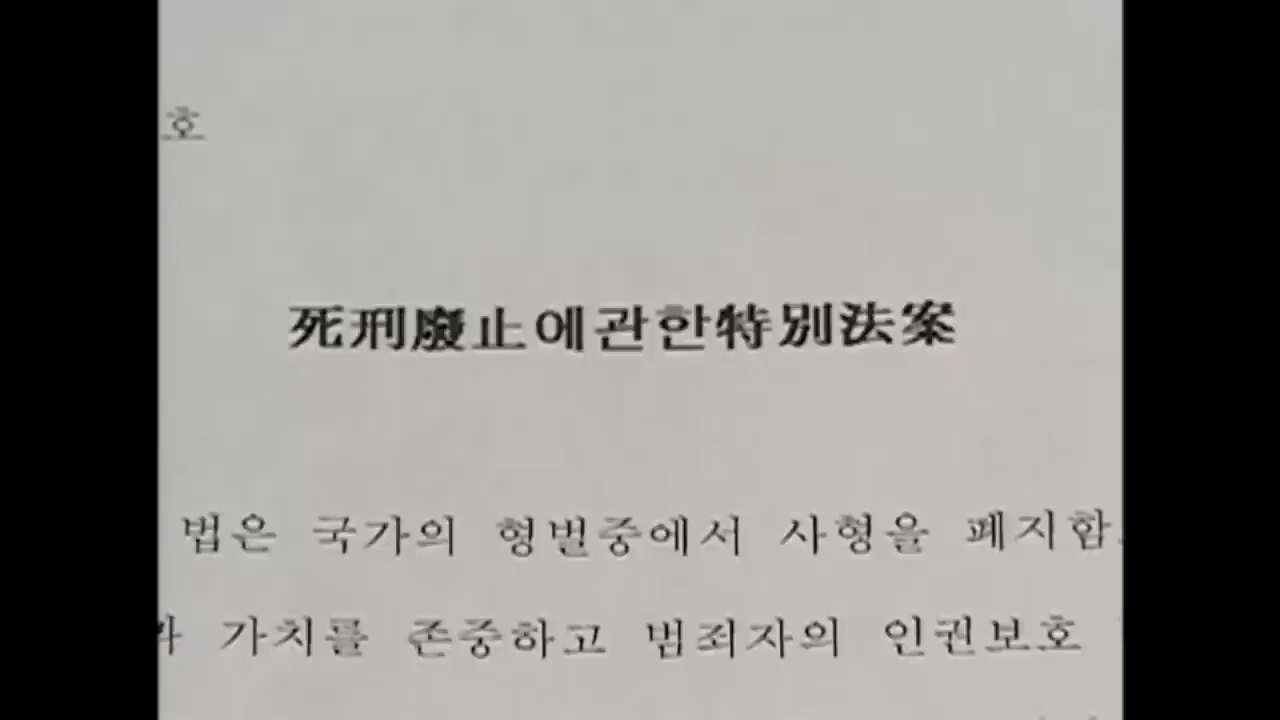 호
死刑廢止에관한特別法案
법은 국가의 형벌중에서 사형을 폐지함
가치를 존중하고 범죄자의 인권보호